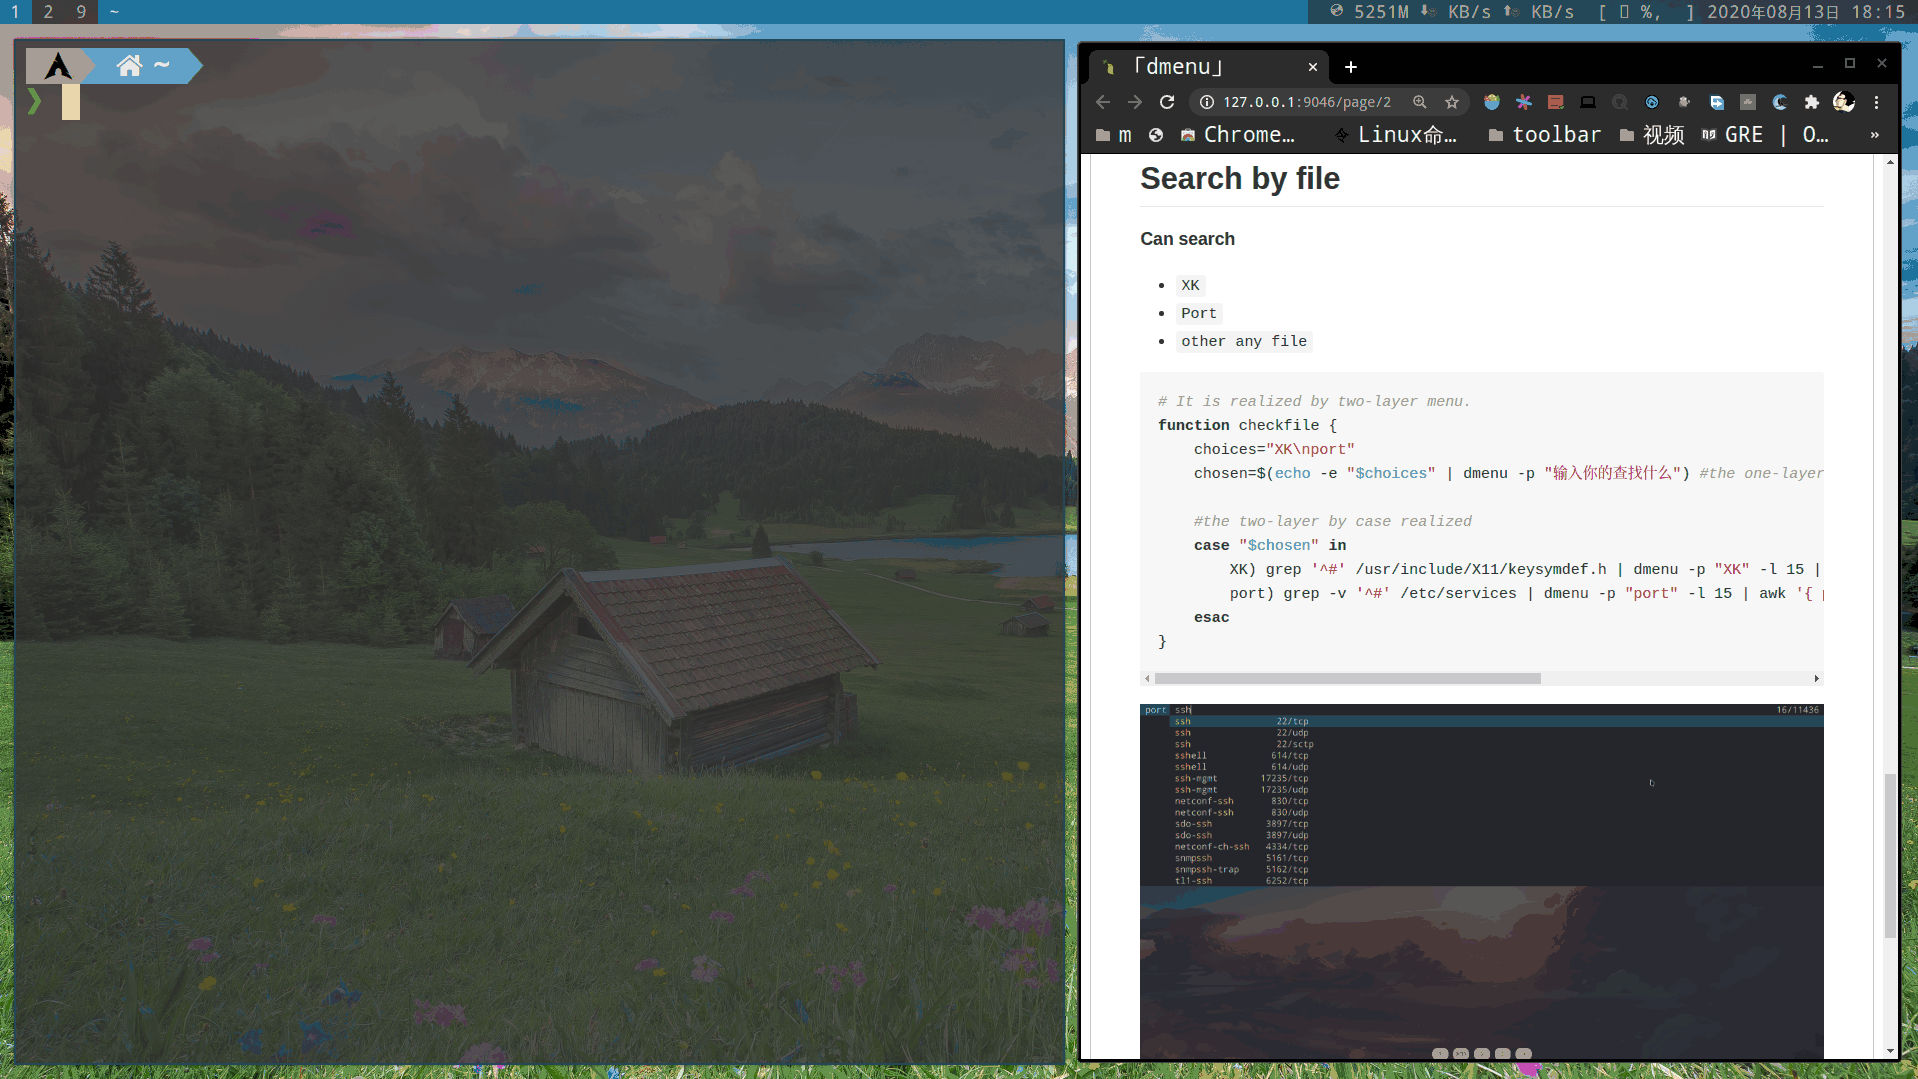 1 2 9 ~ 5251M KB/s KB/s [ %, ] 2020年08月13日 18:15
~
❯
「dmenu」
127.0.0.1:9046/page/2
m Chrome… Linux命… toolbar 视频 GRE | O… »
Search by file
Can search
• XK
• Port
• other any file
# It is realized by two-layer menu.
function checkfile {
choices="XK\nport"
chosen=$(echo -e "$choices" | dmenu -p "输入你的查找什么") #the one-layer
#the two-layer by case realized
case "$chosen" in
XK) grep '^#' /usr/include/X11/keysymdef.h | dmenu -p "XK" -l 15 |
port) grep -v '^#' /etc/services | dmenu -p "port" -l 15 | awk '{ p
esac
}
port ssh 16/11436
ssh 22/tcp
ssh 22/udp
ssh 22/sctp
sshell 614/tcp
sshell 614/udp
ssh-mgmt 17235/tcp
ssh-mgmt 17235/udp
netconf-ssh 830/tcp
netconf-ssh 830/udp
sdo-ssh 3897/tcp
sdo-ssh 3897/udp
netconf-ch-ssh 4334/tcp
snmpssh 5161/tcp
snmpssh-trap 5162/tcp
tl1-ssh 6252/tcp